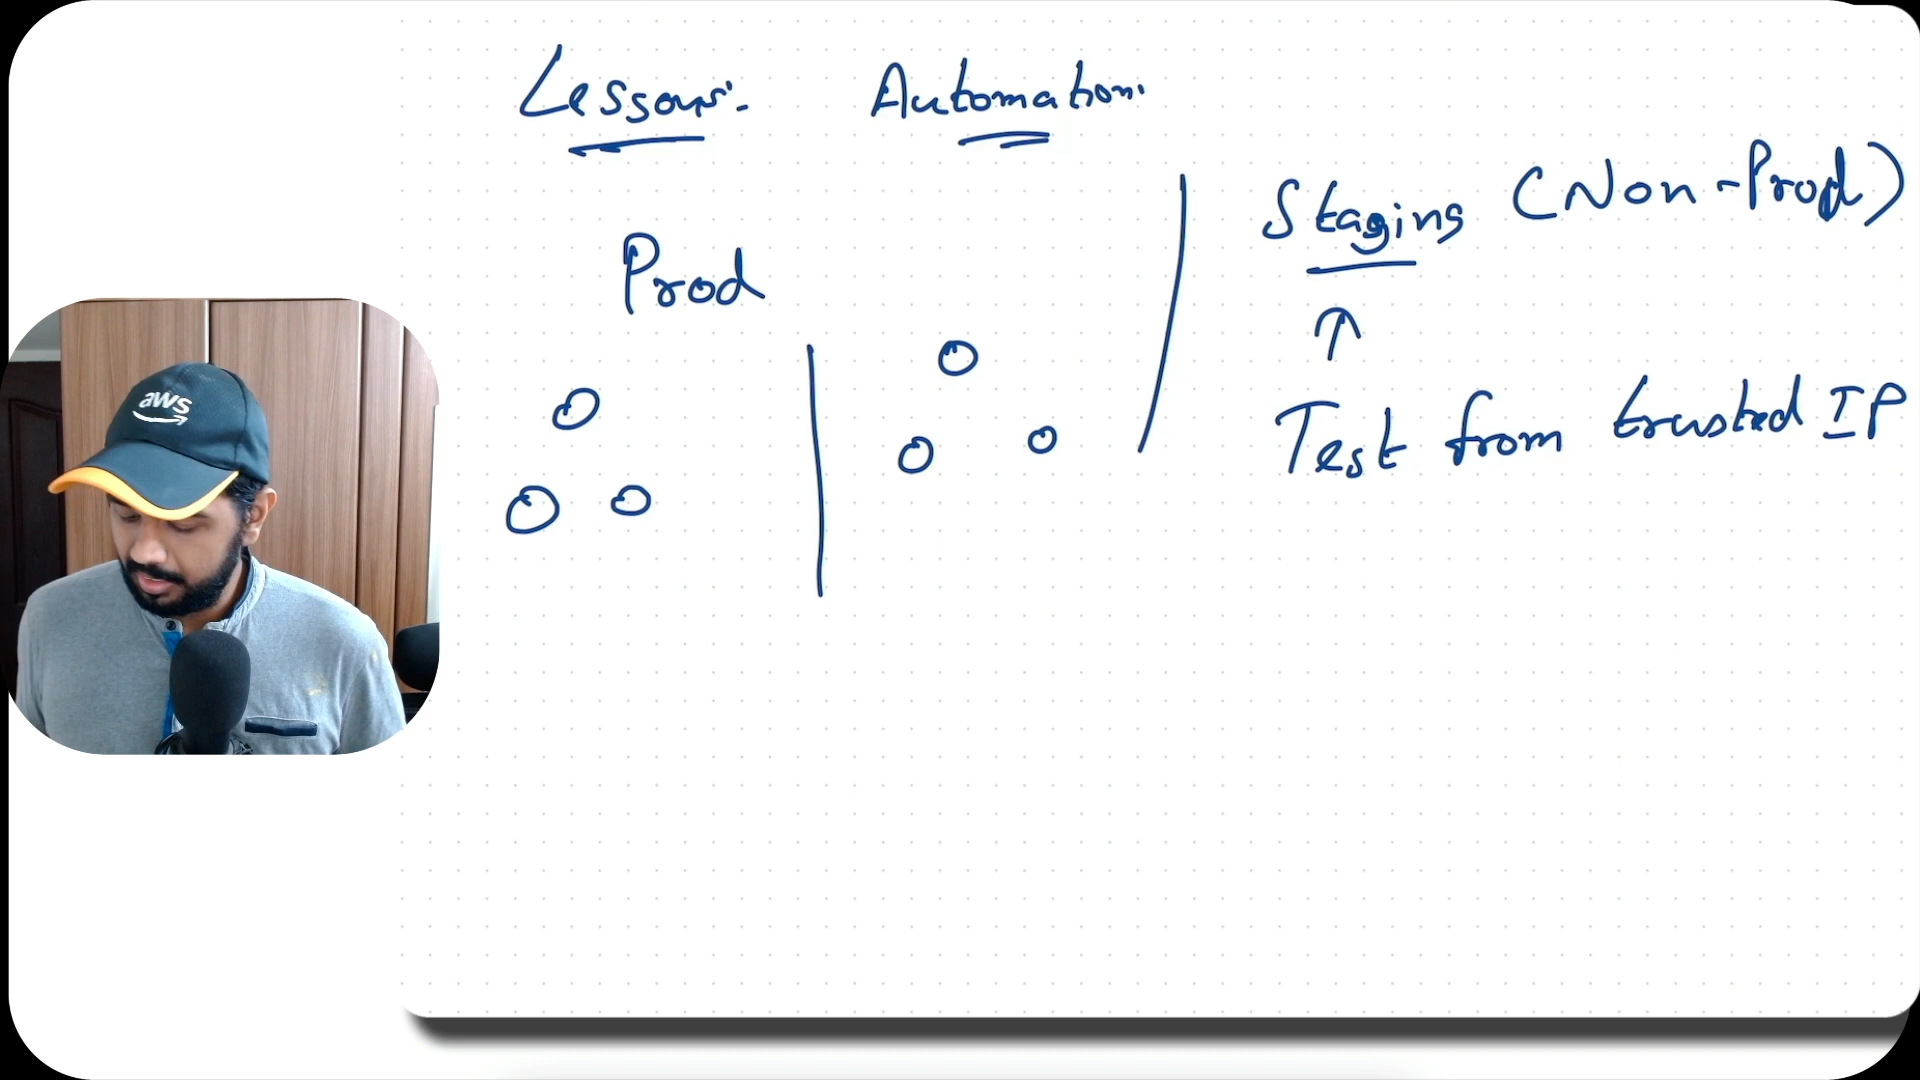 Lessons:- Automation.
Staging (Non-Prod)
Prod
Test from trusted IP
aws